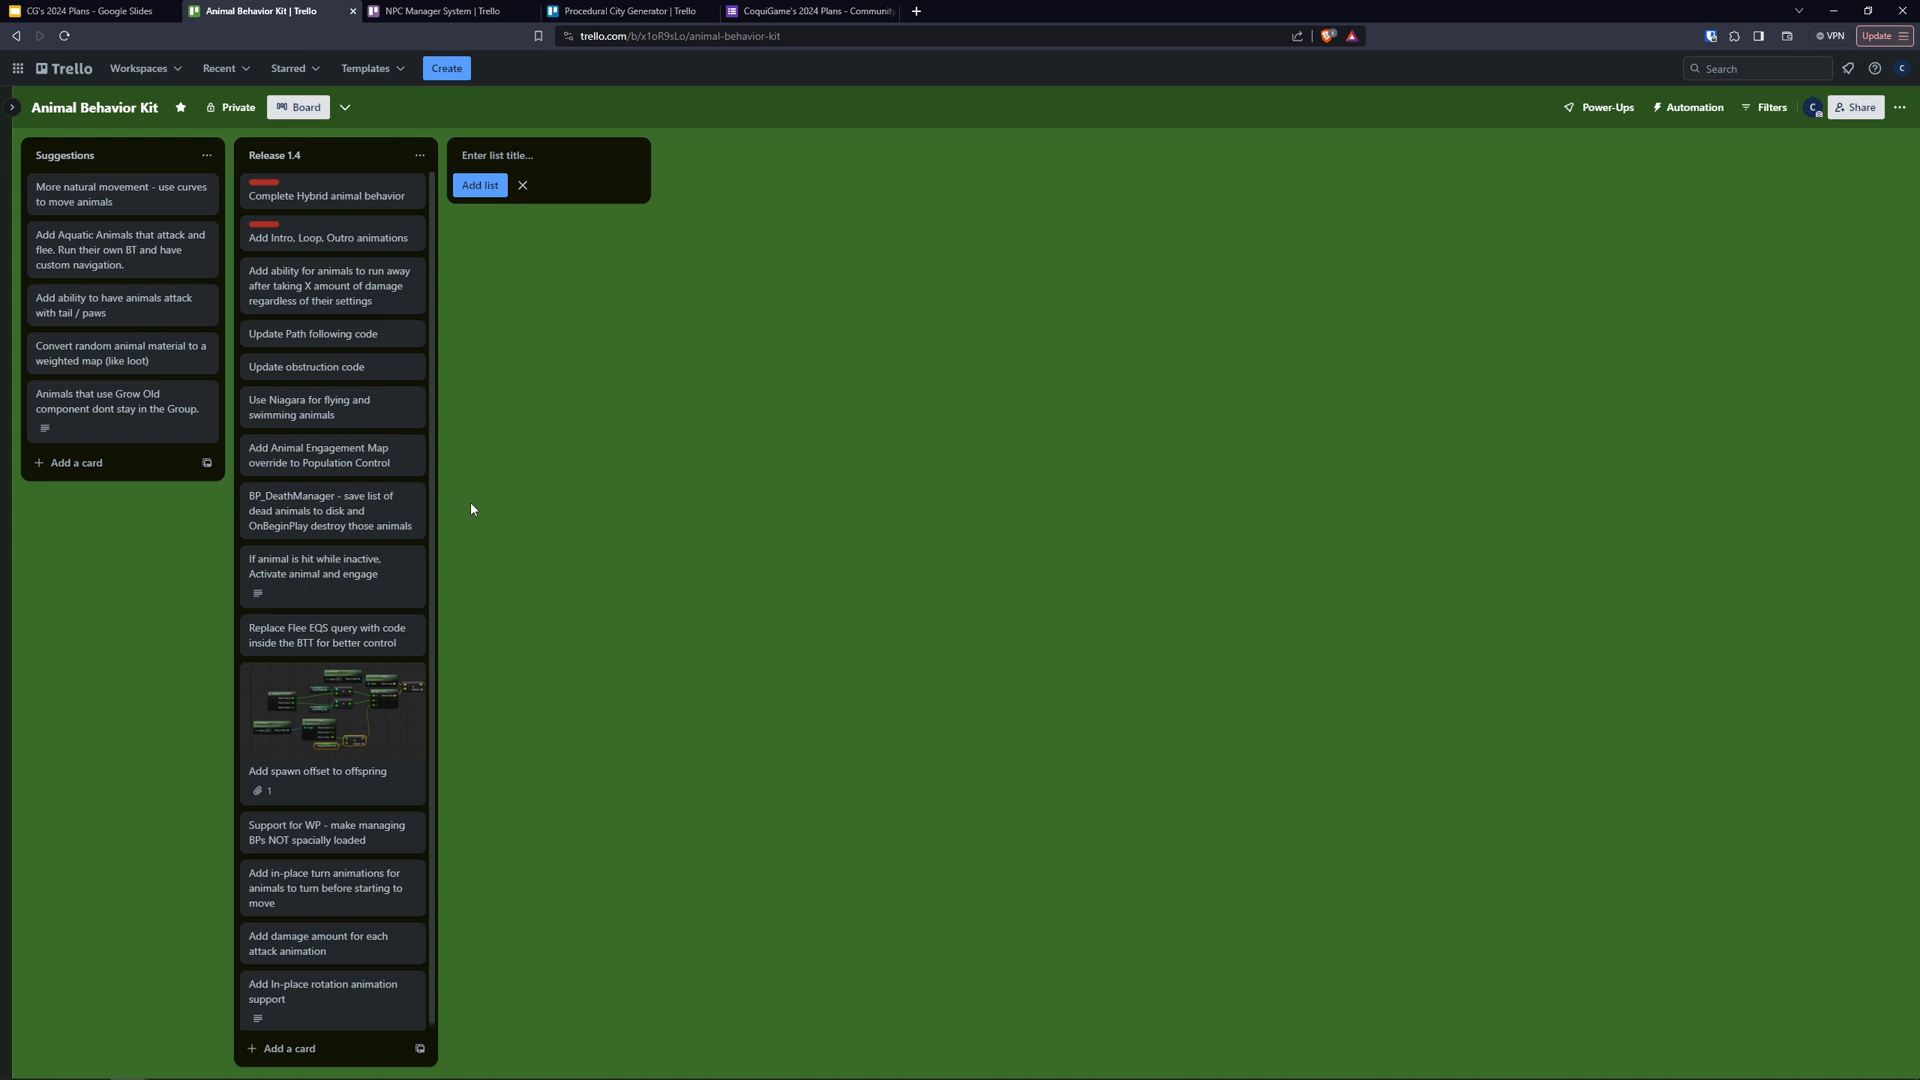 CG's 2024 Plans - Google Slides
Animal Behavior Kit | Trello
NPC Manager System | Trello
Procedural City Generator | Trello
CoquiGame's 2024 Plans - Community
trello.com/b/x1oR9sLo/animal-behavior-kit
VPN
Update
Trello
Workspaces
Recent
Starred
Templates
Create
Search
C
Animal Behavior Kit
Private
Board
Power-Ups
Automation
Filters
C
Share
Suggestions
More natural movement - use curves
to move animals
Add Aquatic Animals that attack and
flee. Run their own BT and have
custom navigation.
Add ability to have animals attack
with tail / paws
Convert random animal material to a
weighted map (like loot)
Animals that use Grow Old
component dont stay in the Group.
Add a card
Release 1.4
Complete Hybrid animal behavior
Add Intro, Loop, Outro animations
Add ability for animals to run away
after taking X amount of damage
regardless of their settings
Update Path following code
Update obstruction code
Use Niagara for flying and
swimming animals
Add Animal Engagement Map
override to Population Control
BP_DeathManager - save list of
dead animals to disk and
OnBeginPlay destroy those animals
If animal is hit while inactive,
Activate animal and engage
Replace Flee EQS query with code
inside the BTT for better control
Add spawn offset to offspring
1
Support for WP - make managing
BPs NOT spacially loaded
Add in-place turn animations for
animals to turn before starting to
move
Add damage amount for each
attack animation
Add In-place rotation animation
support
Add a card
Enter list title…
Add list